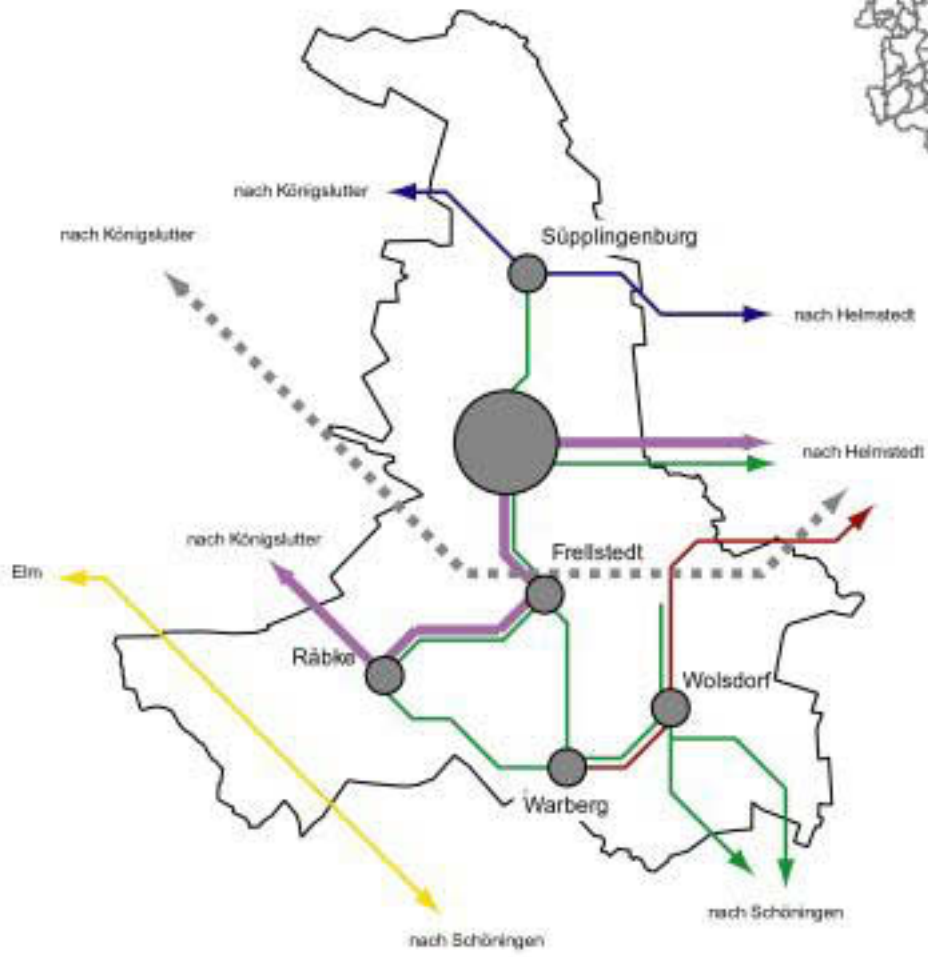 nach Königslutter
nach Königslutter
Süpplingenburg
nach Helmstedt
nach Helmstedt
nach Königslutter
Frellstedt
Elm
Räbke
Wolsdorf
Warberg
nach Schöningen
nach Schöningen